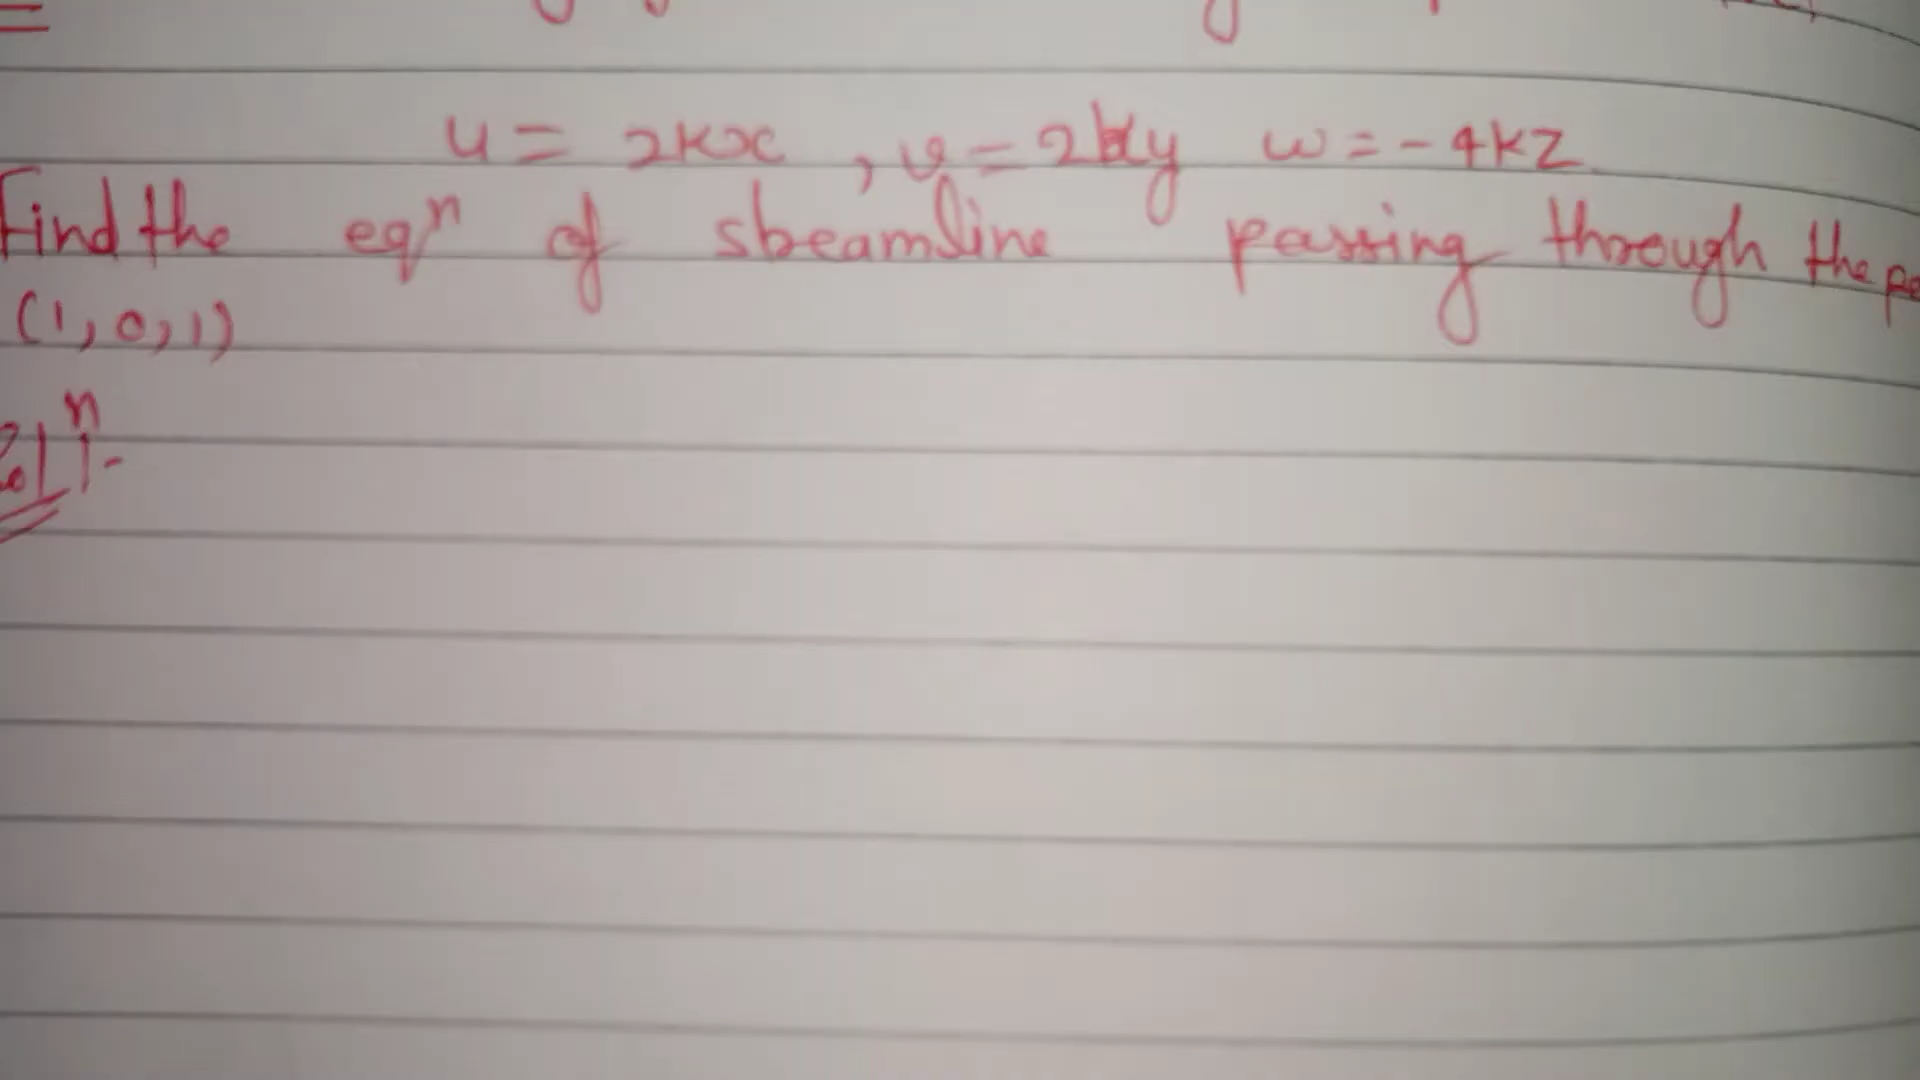 u = 2kx , v = 2ky w = -4kz
Find the eqⁿ of streamline passing through the
(1, 0, 1)
Solⁿ:-